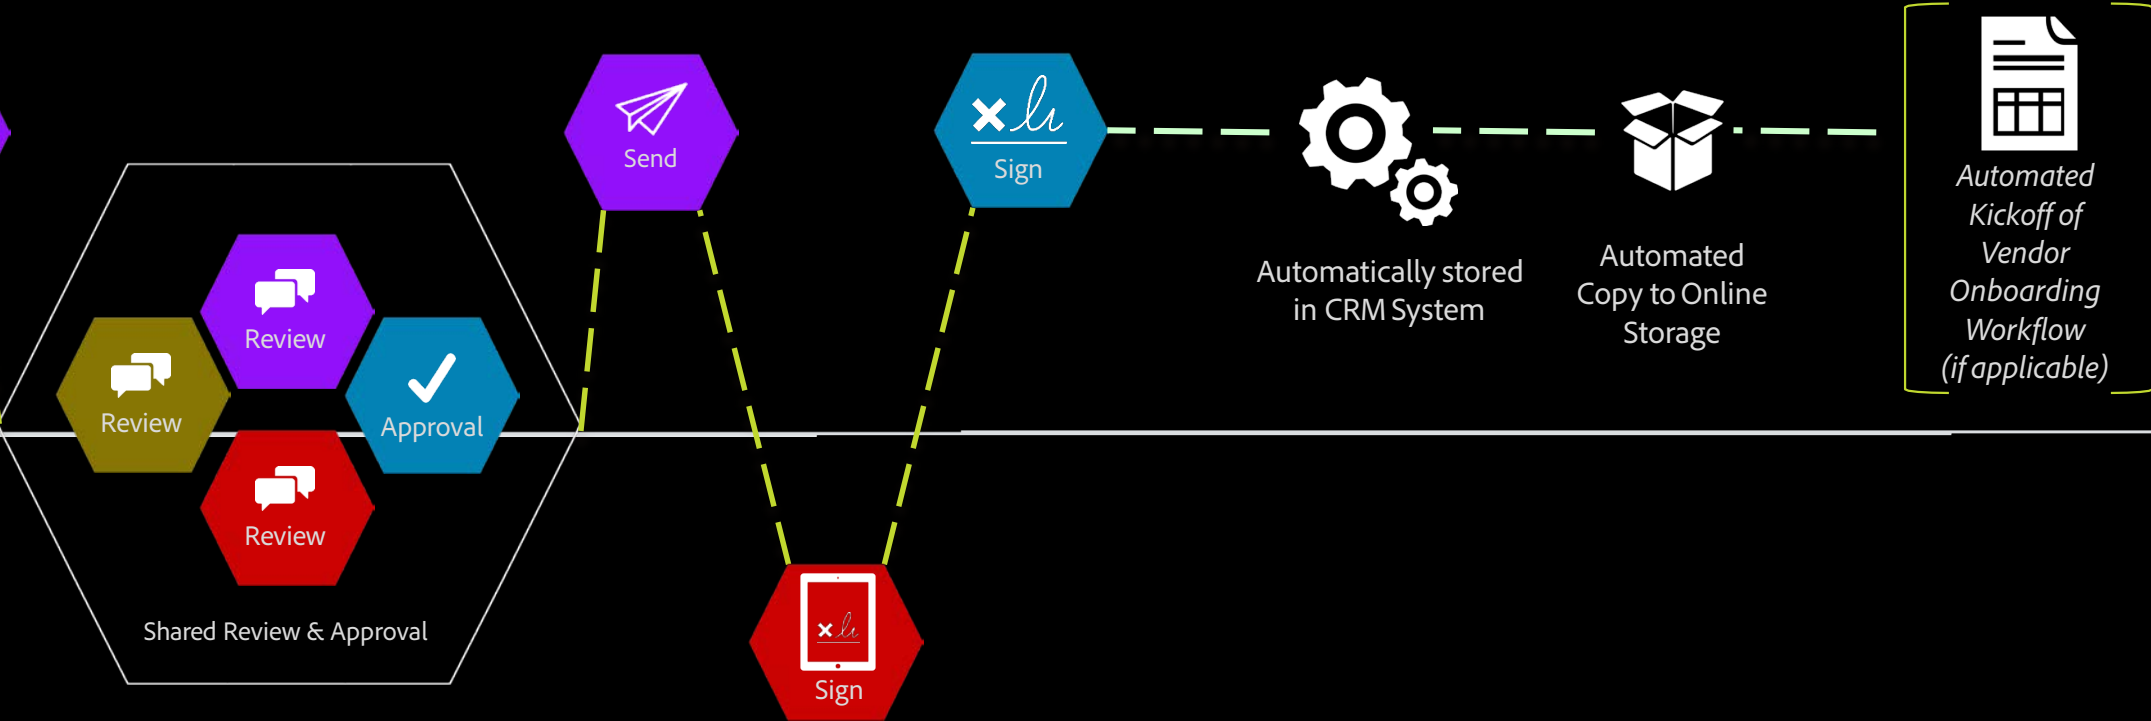 Review
Review
Approval
Review
Shared Review & Approval
Send
Sign
Sign
Automatically stored
in CRM System
Automated
Copy to Online
Storage
Automated
Kickoff of
Vendor
Onboarding
Workflow
(if applicable)